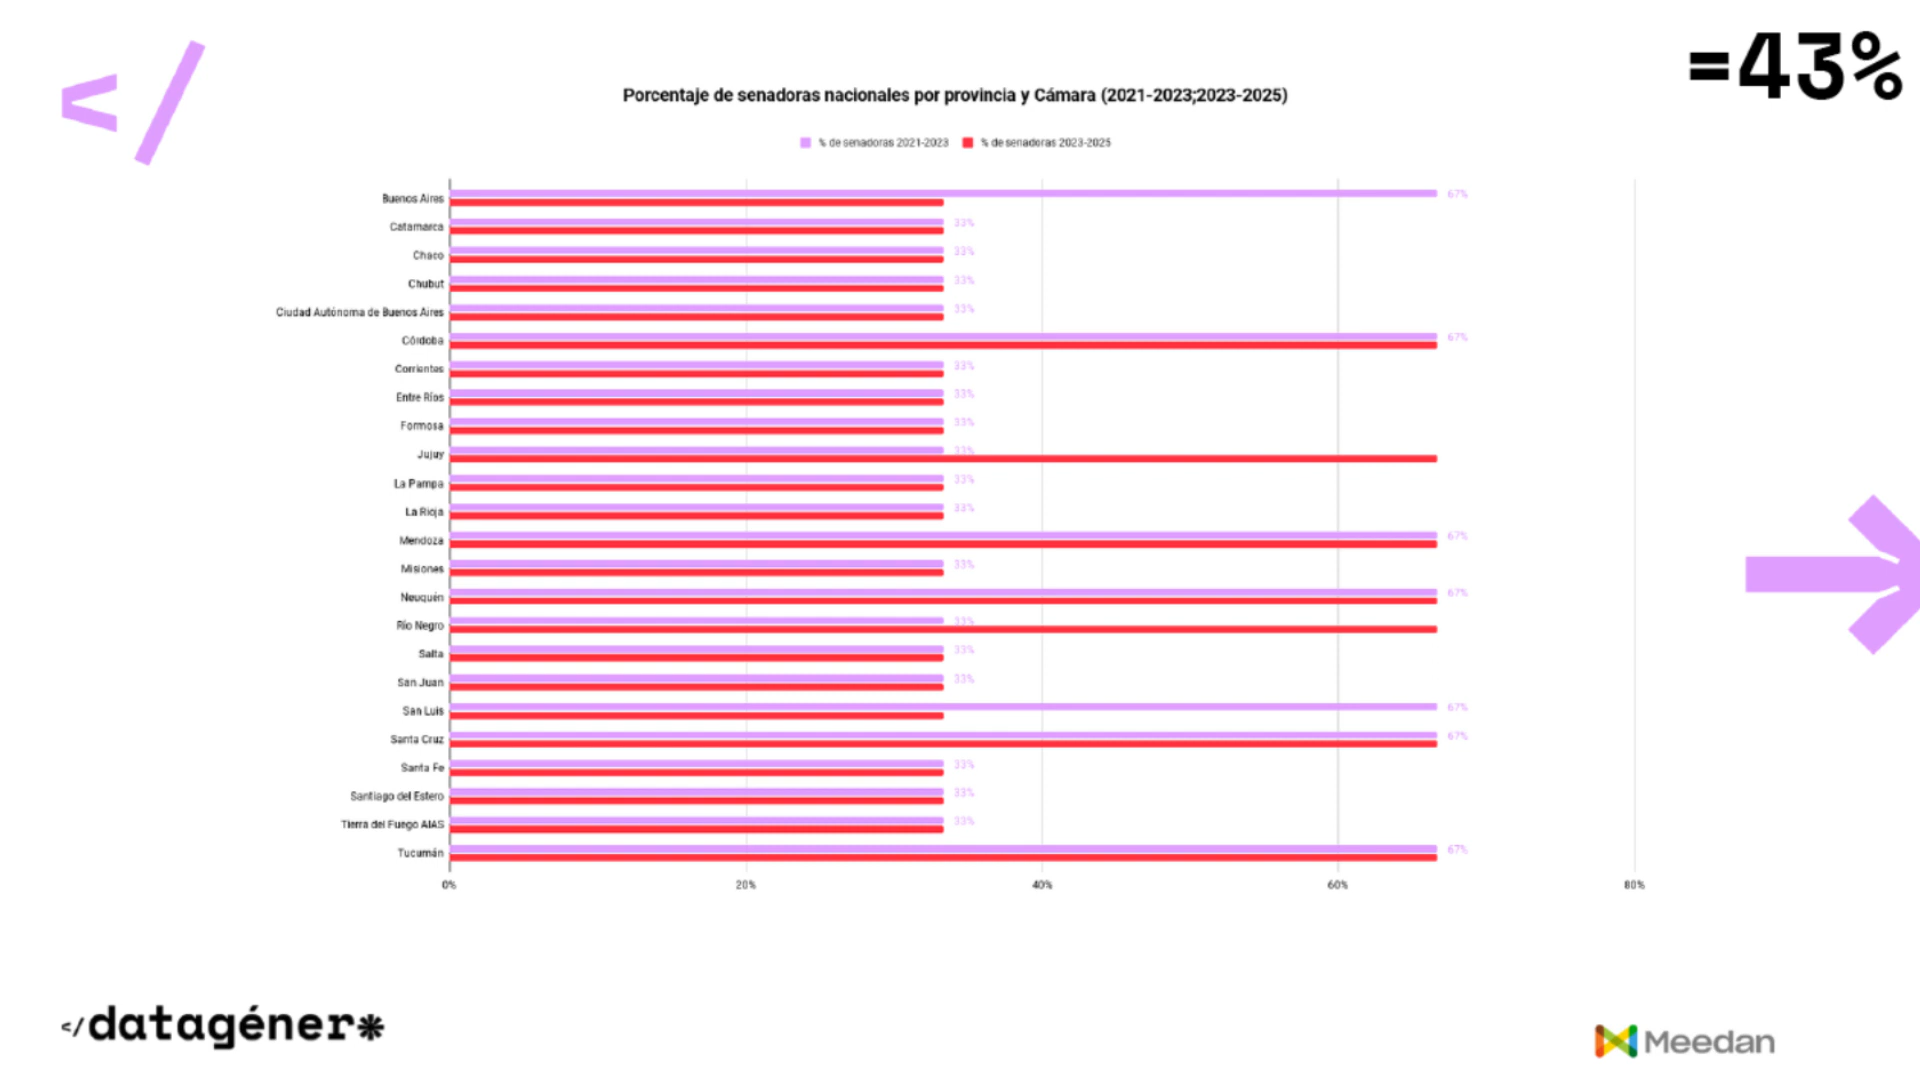 </
=43%
Porcentaje de senadoras nacionales por provincia y Cámara (2021-2023;2023-2025)
% de senadoras 2021-2023 % de senadoras 2023-2025
Buenos Aires 67%
Catamarca 33%
Chaco 33%
Chubut 33%
Ciudad Autónoma de Buenos Aires 33%
Córdoba 67%
Corrientes 33%
Entre Ríos 33%
Formosa 33%
Jujuy 33%
La Pampa 33%
La Rioja 33%
Mendoza 67%
Misiones 33%
Neuquén 67%
Río Negro 33%
Salta 33%
San Juan 33%
San Luis 67%
Santa Cruz 67%
Santa Fe 33%
Santiago del Estero 33%
Tierra del Fuego AIAS 33%
Tucumán 67%
0% 20% 40% 60% 80%
</datagéner*
Meedan